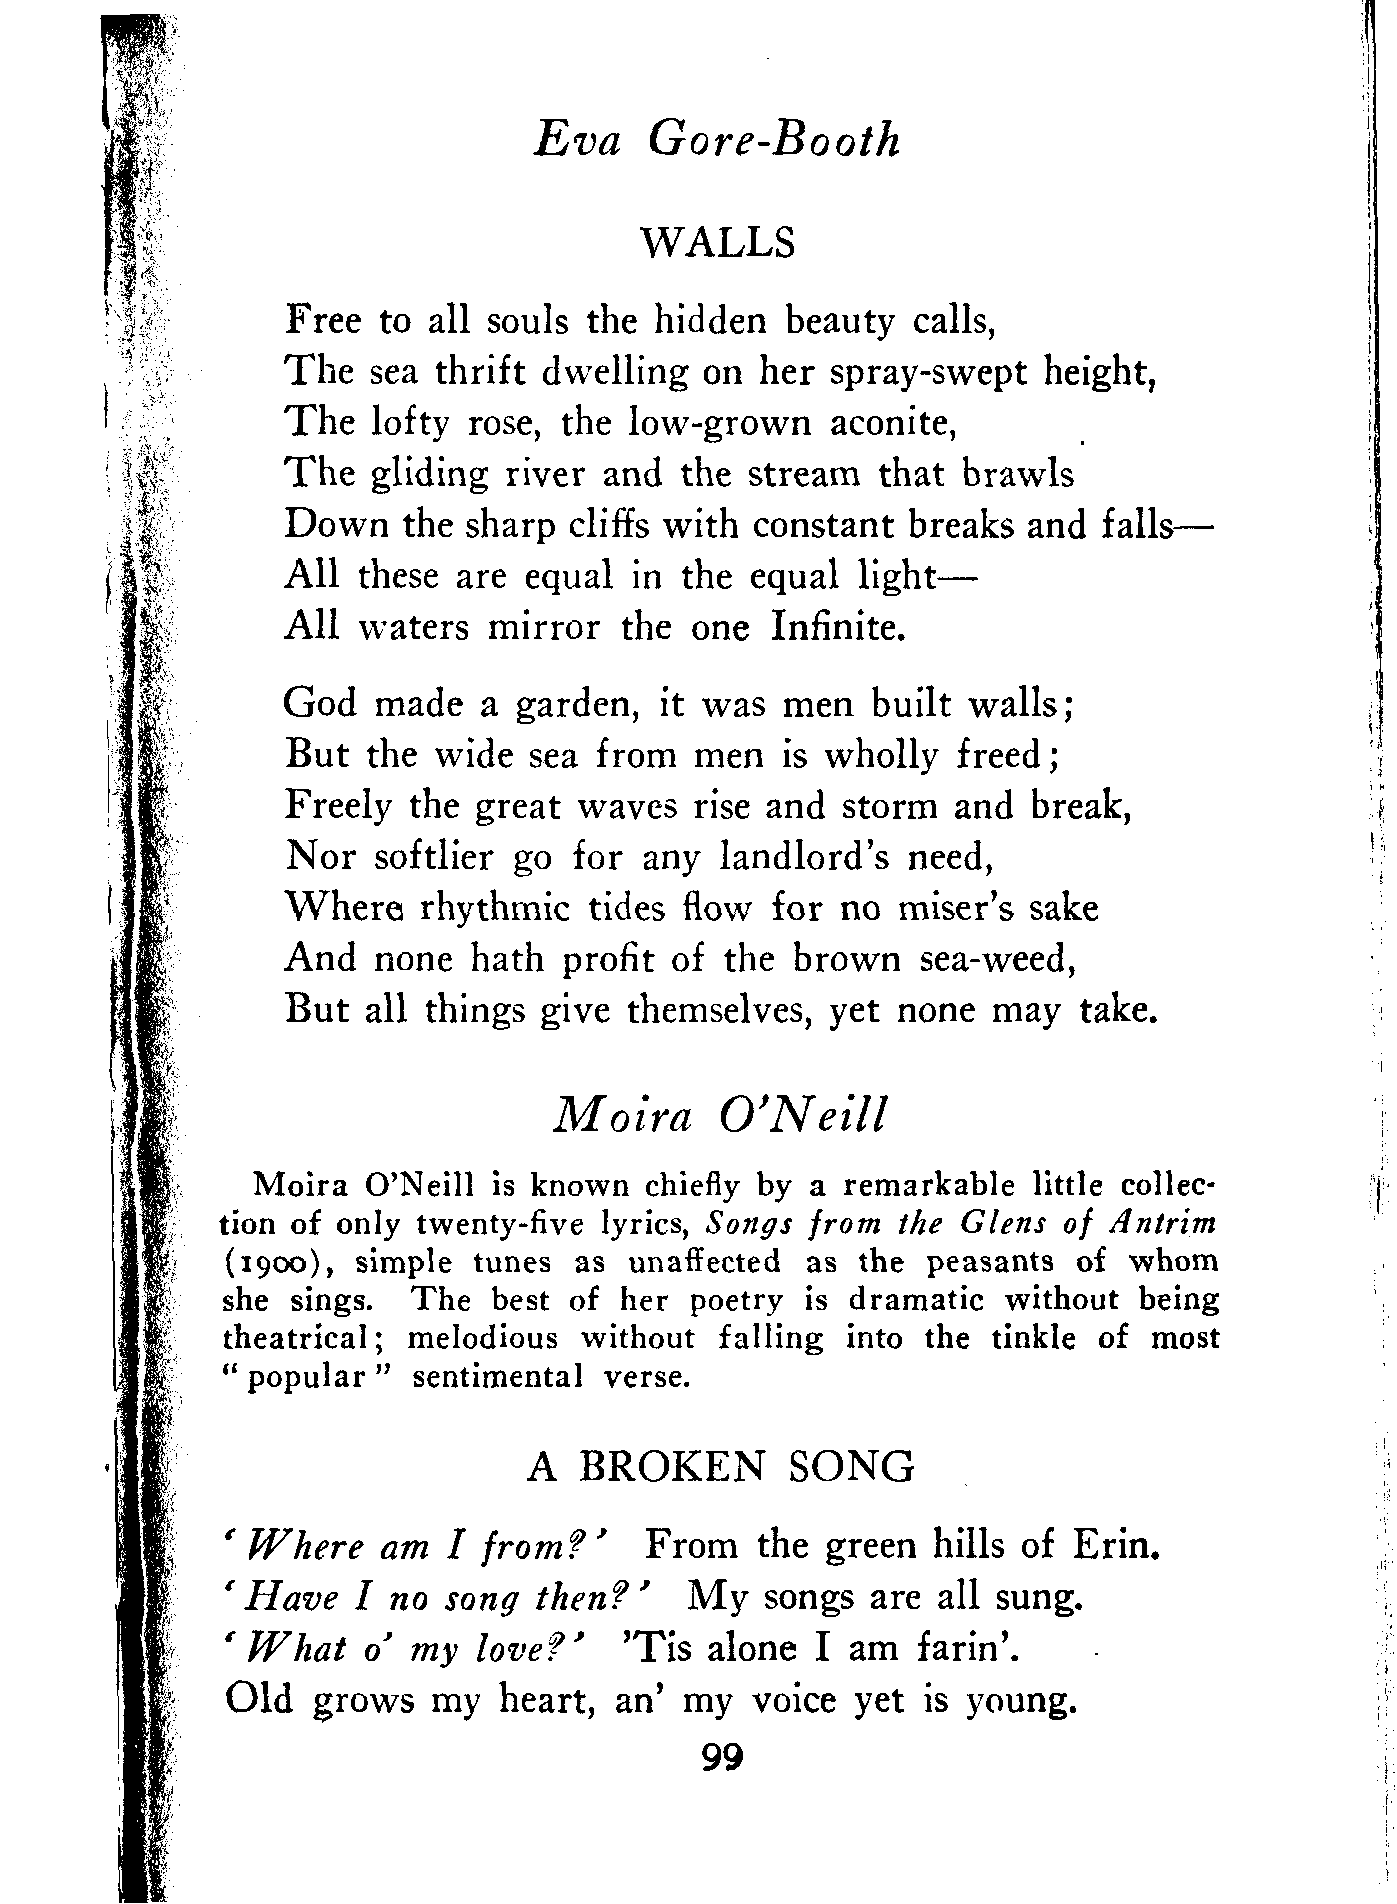 Eva Gore-Booth
WALLS
Free to all souls the hidden beauty calls,
The sea thrift dwelling on her spray-swept height,
The lofty rose, the low-grown aconite,
The gliding river and the stream that brawls
Down the sharp cliffs with constant breaks and falls—
All these are equal in the equal light—
All waters mirror the one Infinite.
God made a garden, it was men built walls;
But the wide sea from men is wholly freed;
Freely the great waves rise and storm and break,
Nor softlier go for any landlord's need,
Where rhythmic tides flow for no miser's sake
And none hath profit of the brown sea-weed,
But all things give themselves, yet none may take.
Moira O'Neill
Moira O'Neill is known chiefly by a remarkable little collec-
tion of only twenty-five lyrics, Songs from the Glens of Antrim
(1900), simple tunes as unaffected as the peasants of whom
she sings. The best of her poetry is dramatic without being
theatrical; melodious without falling into the tinkle of most
"popular" sentimental verse.
A BROKEN SONG
'Where am I from?' From the green hills of Erin.
'Have I no song then?' My songs are all sung.
'What o' my love?' 'Tis alone I am farin'.
Old grows my heart, an' my voice yet is young.
99